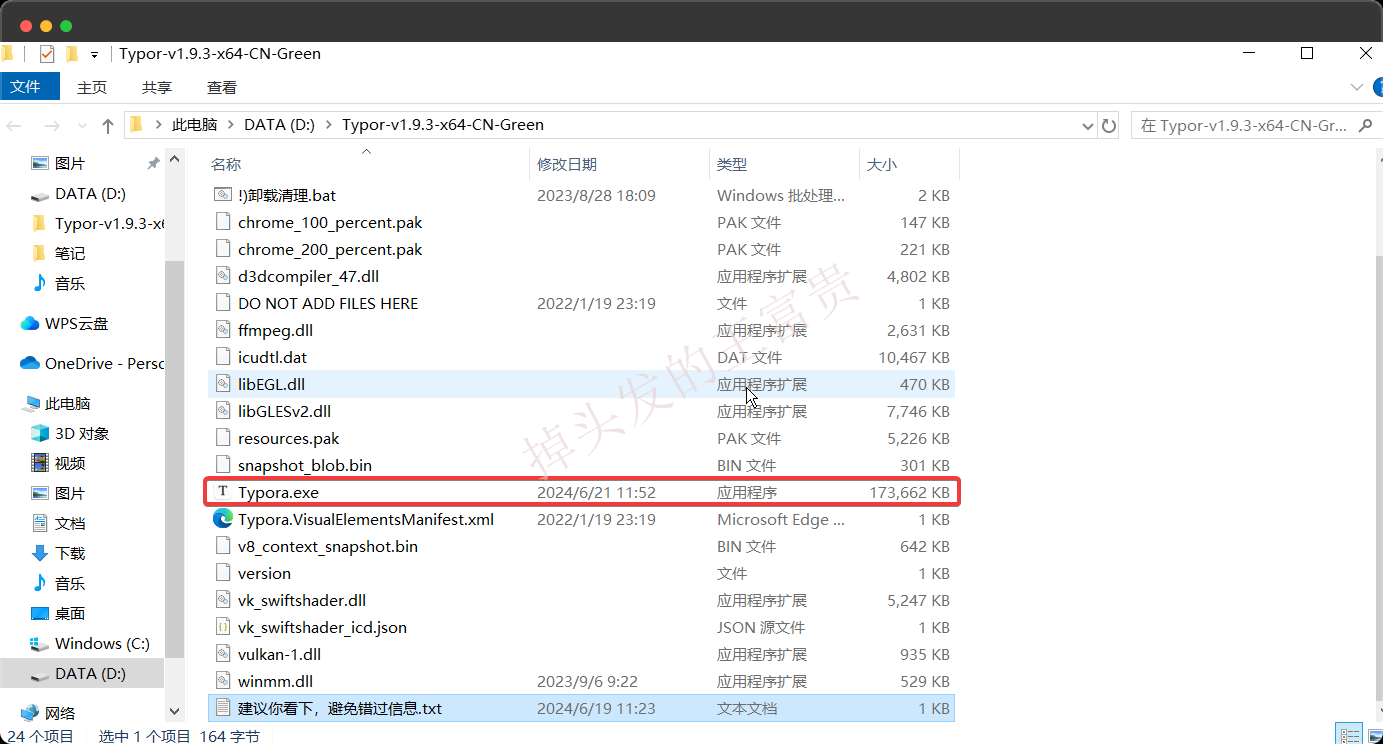 Typor-v1.9.3-x64-CN-Green
文件 主页 共享 查看
此电脑 DATA (D:) Typor-v1.9.3-x64-CN-Green 在 Typor-v1.9.3-x64-CN-Gr...
图片
DATA (D:)
Typor-v1.9.3-x6
笔记
音乐
WPS云盘
OneDrive - Perso
此电脑
3D 对象
视频
图片
文档
下载
音乐
桌面
Windows (C:)
DATA (D:)
网络
名称 修改日期 类型 大小
!)卸载清理.bat 2023/8/28 18:09 Windows 批处理... 2 KB
chrome_100_percent.pak PAK 文件 147 KB
chrome_200_percent.pak PAK 文件 221 KB
d3dcompiler_47.dll 应用程序扩展 4,802 KB
DO NOT ADD FILES HERE 2022/1/19 23:19 文件 1 KB
ffmpeg.dll 应用程序扩展 2,631 KB
icudtl.dat DAT 文件 10,467 KB
libEGL.dll 应用程序扩展 470 KB
libGLESv2.dll 应用程序扩展 7,746 KB
resources.pak PAK 文件 5,226 KB
snapshot_blob.bin BIN 文件 301 KB
T Typora.exe 2024/6/21 11:52 应用程序 173,662 KB
Typora.VisualElementsManifest.xml 2022/1/19 23:19 Microsoft Edge ... 1 KB
v8_context_snapshot.bin BIN 文件 642 KB
version 文件 1 KB
vk_swiftshader.dll 应用程序扩展 5,247 KB
vk_swiftshader_icd.json JSON 源文件 1 KB
vulkan-1.dll 应用程序扩展 935 KB
winmm.dll 2023/9/6 9:22 应用程序扩展 529 KB
建议你看下，避免错过信息.txt 2024/6/19 11:23 文本文档 1 KB
掉头发的王富贵
24 个项目 选中 1 个项目 164 字节